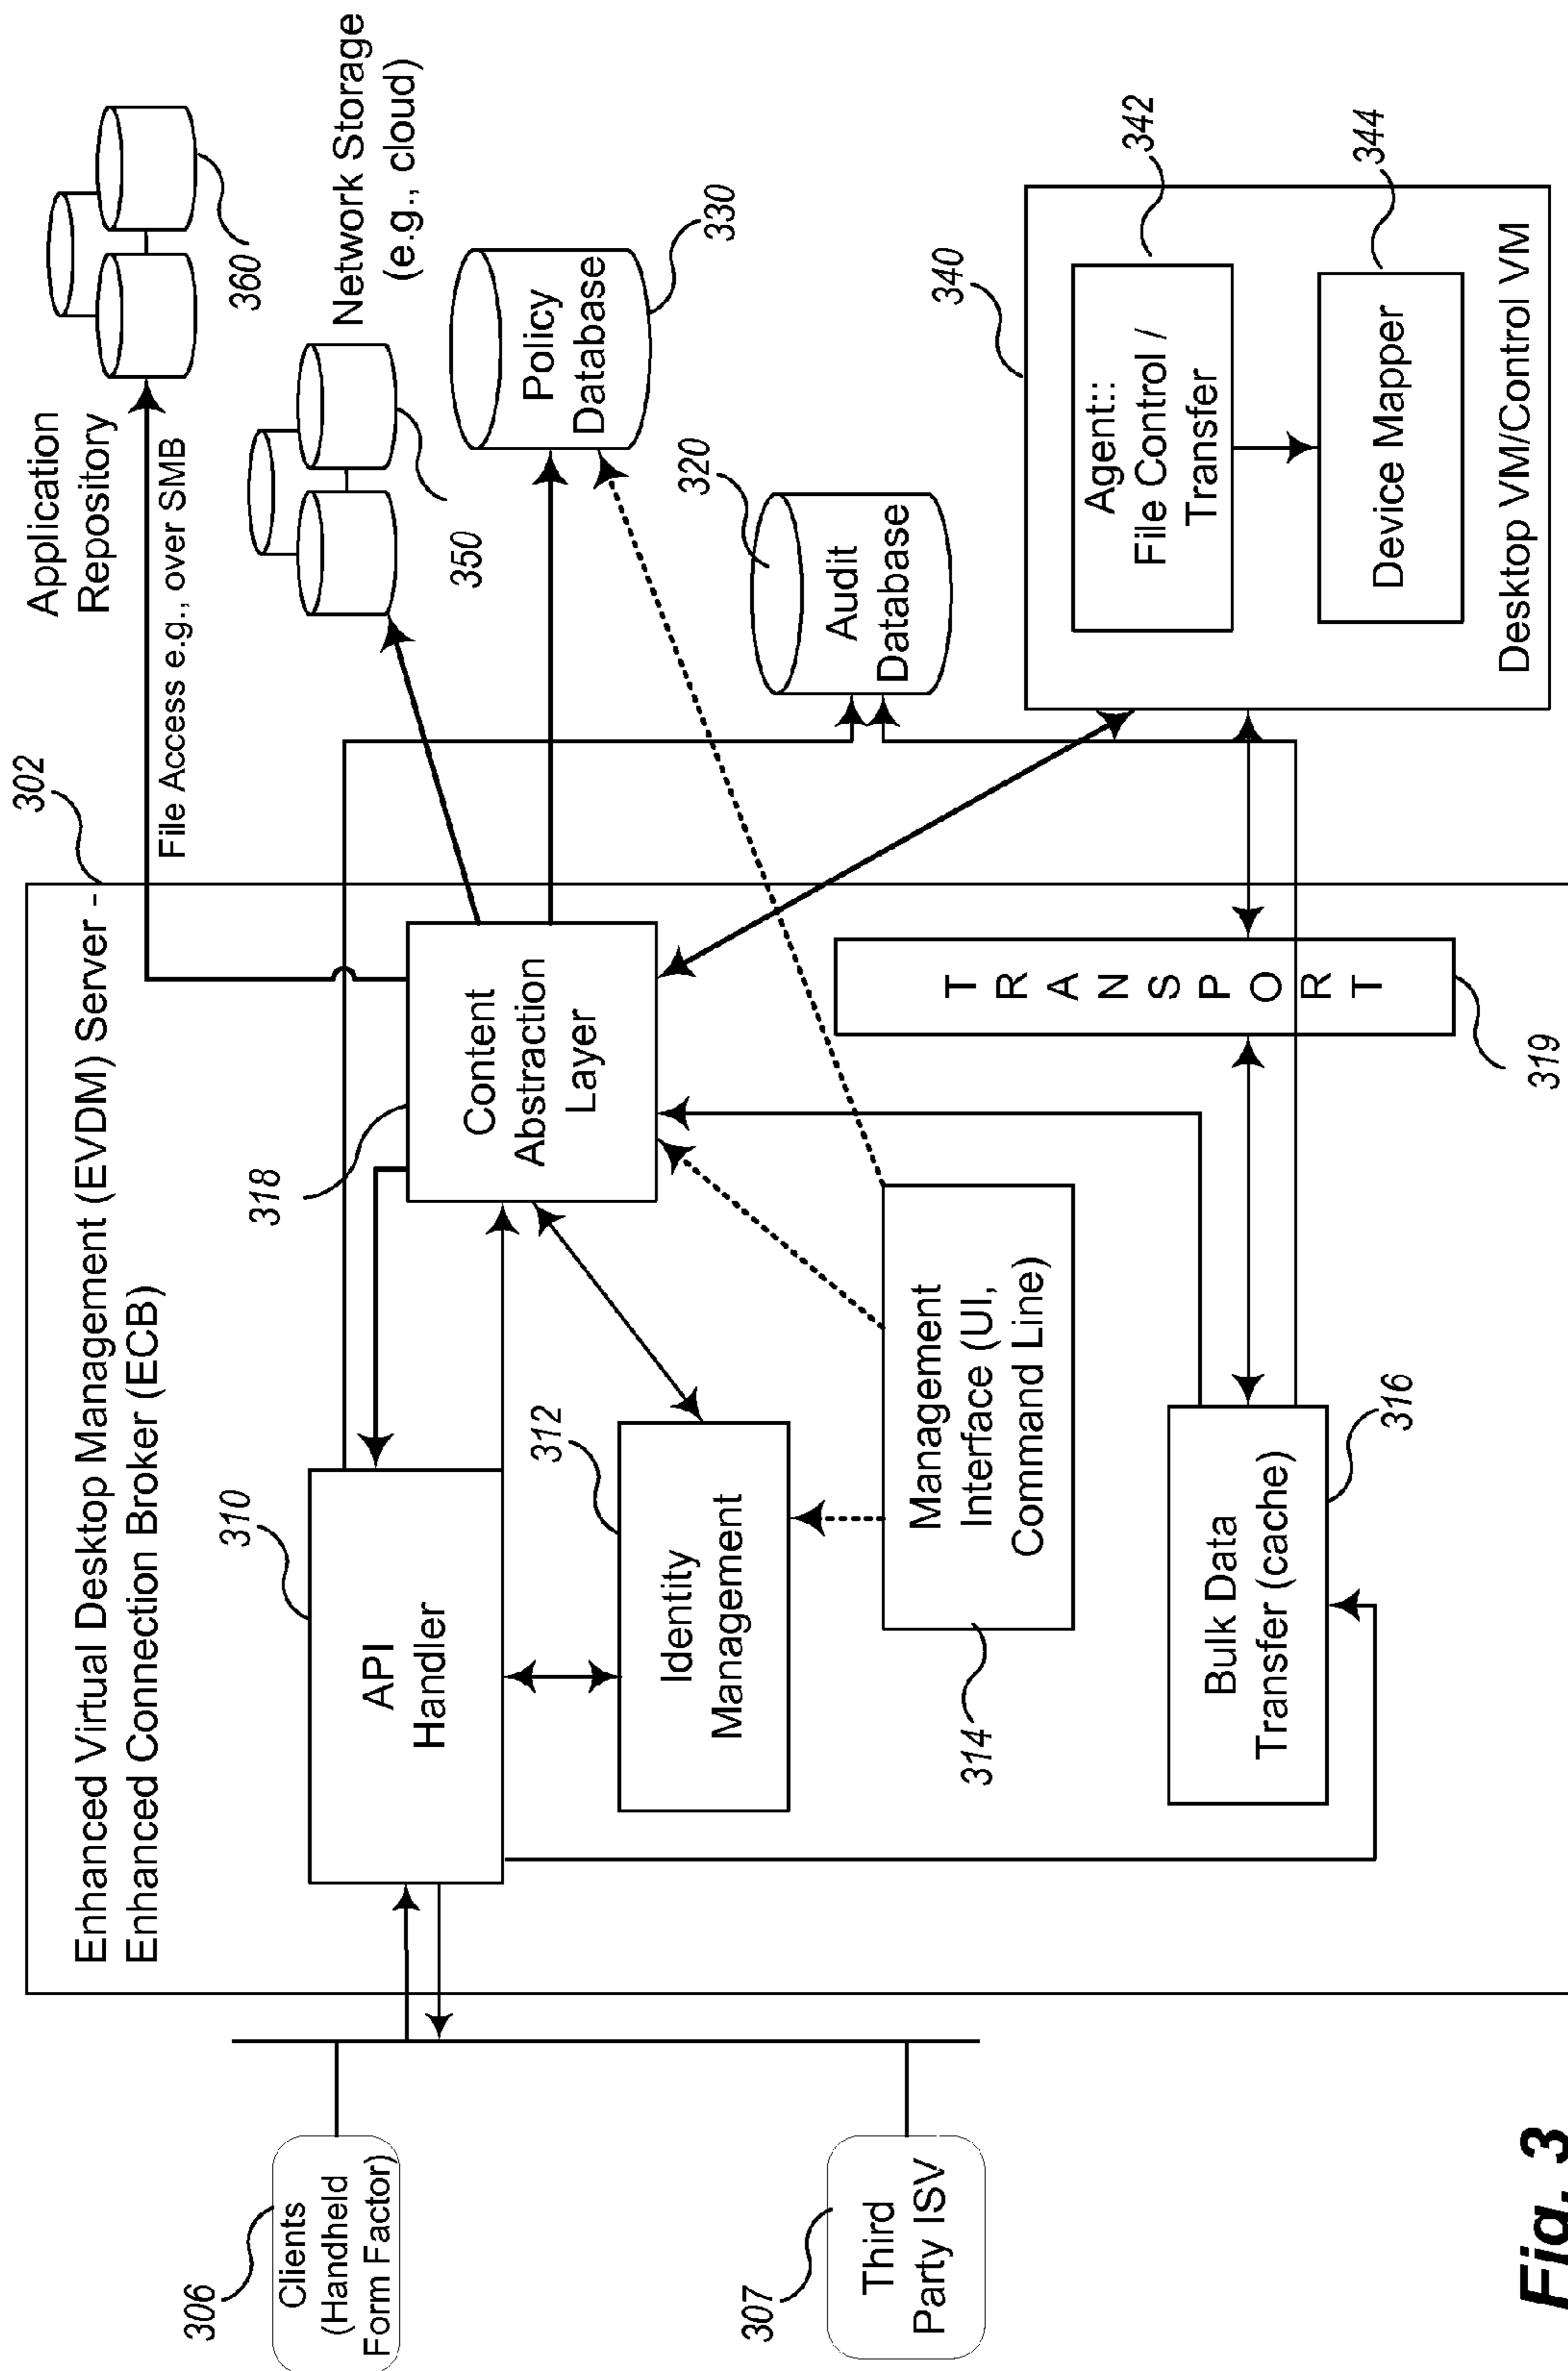 Enhanced Virtual Desktop Management (EVDM) Server -
Enhanced Connection Broker (ECB)
302
306
Clients
(Handheld
Form Factor)
307
Third
Party ISV
310
API
Handler
312
Identity
Management
314
Management
Interface (UI,
Command Line)
316
Bulk Data
Transfer (cache)
318
Content
Abstraction
Layer
TRANSPORT
319
Application
Repository
File Access e.g., over SMB
360
Network Storage
(e.g., cloud)
350
Policy
Database
330
320
Audit
Database
340
Agent::
File Control /
Transfer
342
Device Mapper
344
Desktop VM/Control VM
Fig. 3